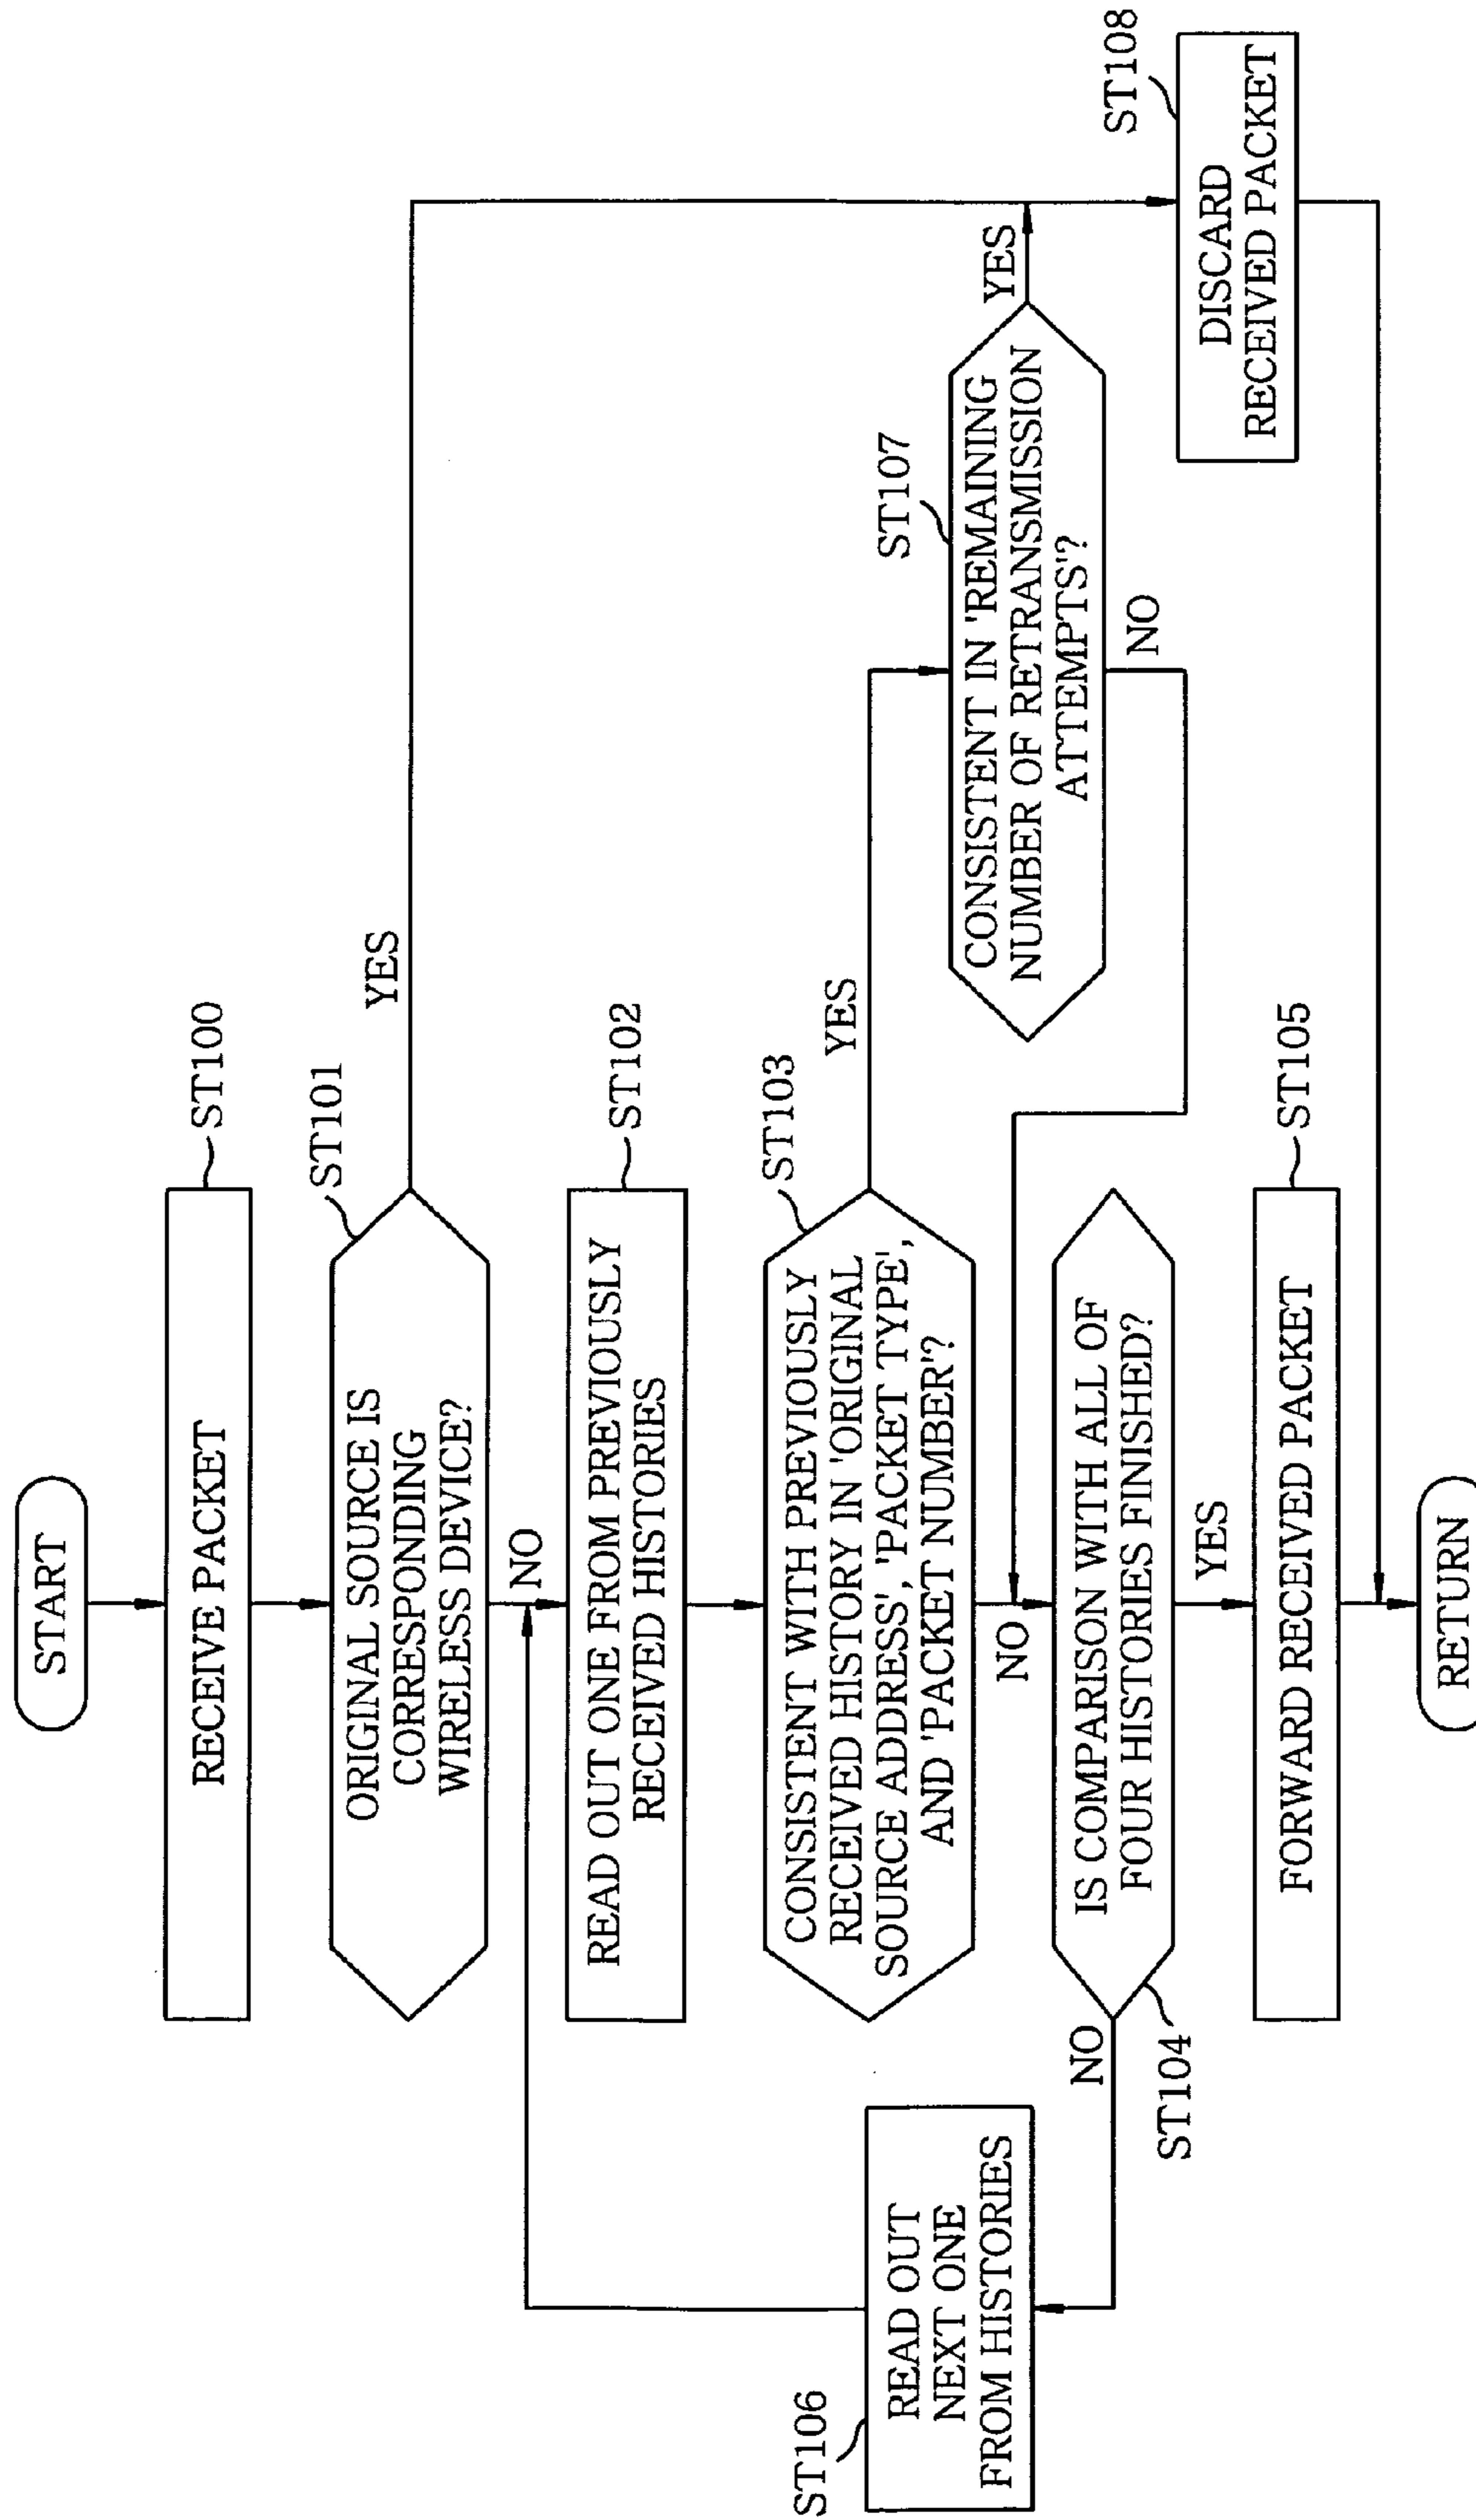 START
RECEIVE PACKET
ST100
ORIGINAL SOURCE IS
CORRESPONDING
WIRELESS DEVICE?
ST101
YES
NO
READ OUT ONE FROM PREVIOUSLY
RECEIVED HISTORIES
ST102
CONSISTENT WITH PREVIOUSLY
RECEIVED HISTORY IN 'ORIGINAL
SOURCE ADDRESS','PACKET TYPE',
AND 'PACKET NUMBER'?
ST103
YES
NO
IS COMPARISON WITH ALL OF
FOUR HISTORIES FINISHED?
ST104
NO
YES
FORWARD RECEIVED PACKET
ST105
READ OUT
NEXT ONE
FROM HISTORIES
ST106
CONSISTENT IN 'REMAINING
NUMBER OF RETRANSMISSION
ATTEMPTS'?
ST107
YES
NO
DISCARD
RECEIVED PACKET
ST108
RETURN